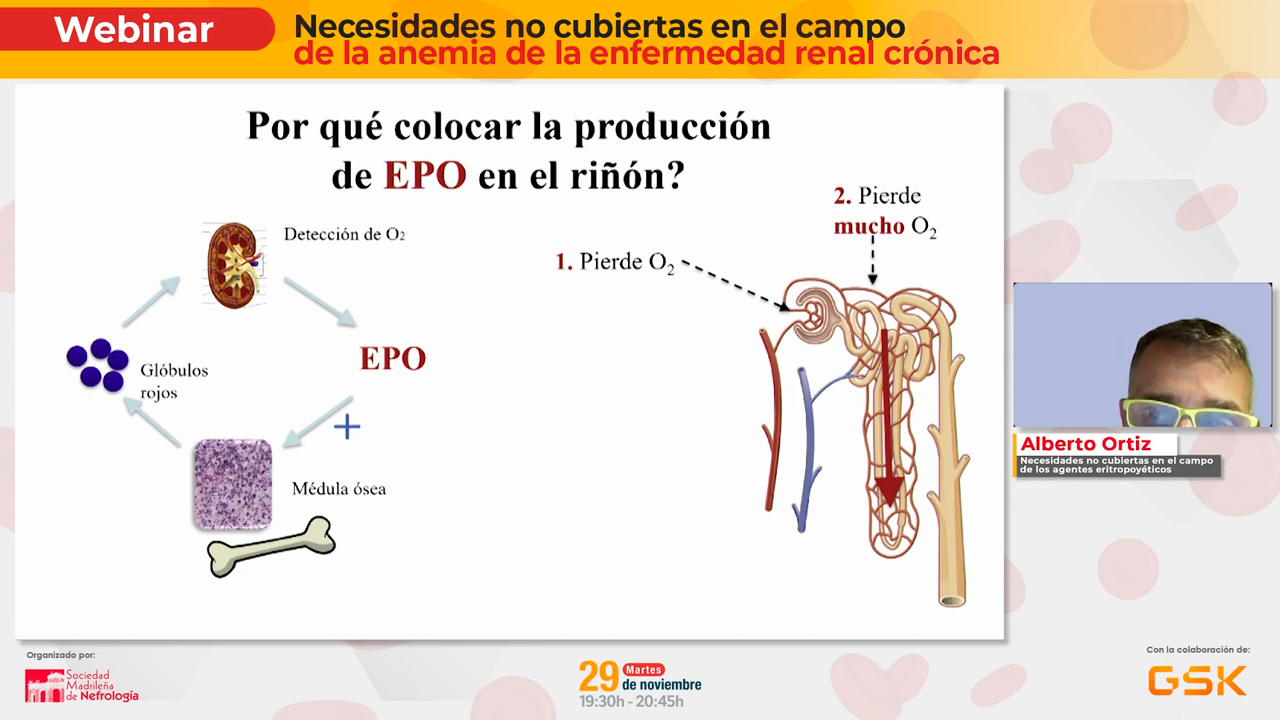 Webinar
Necesidades no cubiertas en el campo
de la anemia de la enfermedad renal crónica
Por qué colocar la producción
de EPO en el riñón?
Detección de O2
EPO
+
Glóbulos
rojos
Médula ósea
1. Pierde O2
2. Pierde
mucho O2
Alberto Ortiz
Necesidades no cubiertas en el campo
de los agentes eritropoyéticos
Organizado por:
Sociedad
Madrileña
de Nefrología
29 Martes
de noviembre
19:30h - 20:45h
Con la colaboración de:
GSK